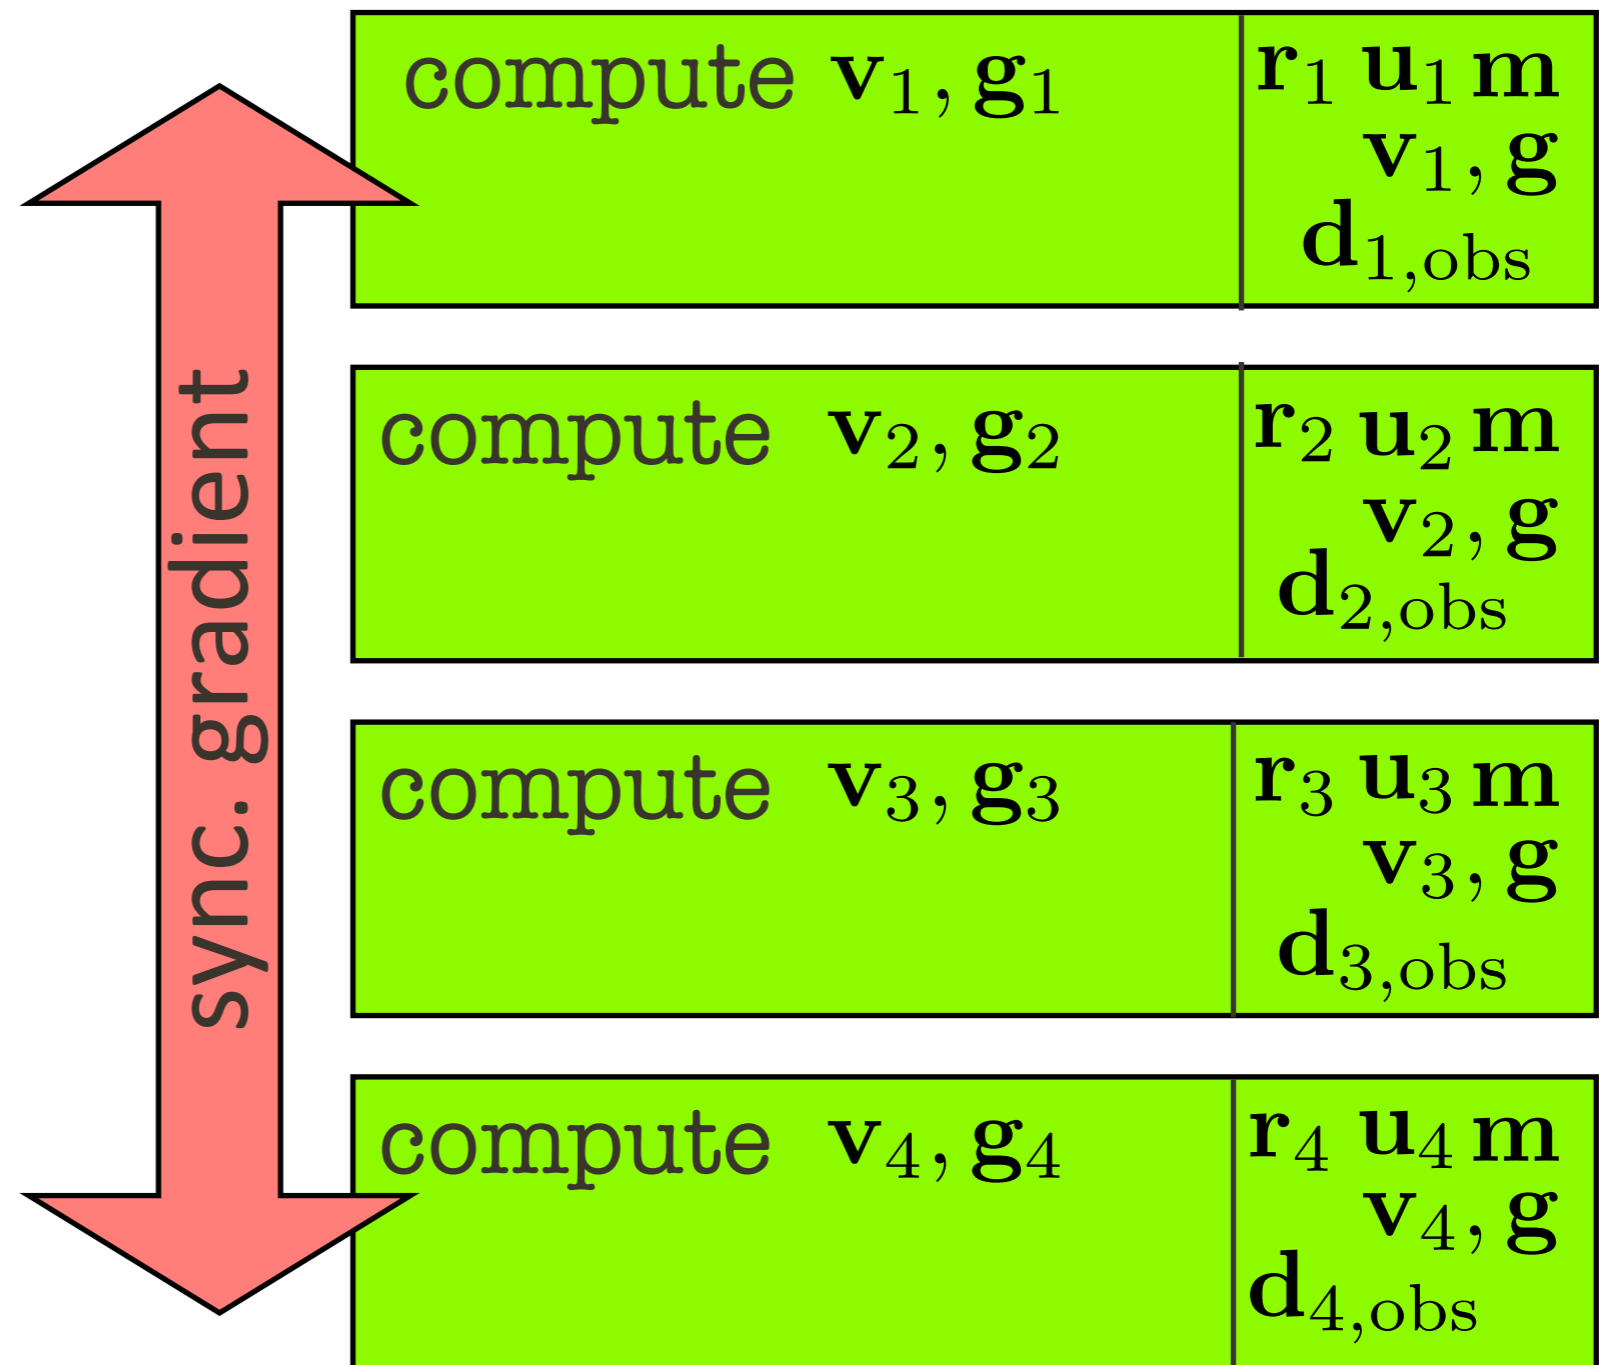 sync. gradient
compute v₁, g₁
r₁ u₁ m
v₁, g
d₁,obs
compute v₂, g₂
r₂ u₂ m
v₂, g
d₂,obs
compute v₃, g₃
r₃ u₃ m
v₃, g
d₃,obs
compute v₄, g₄
r₄ u₄ m
v₄, g
d₄,obs